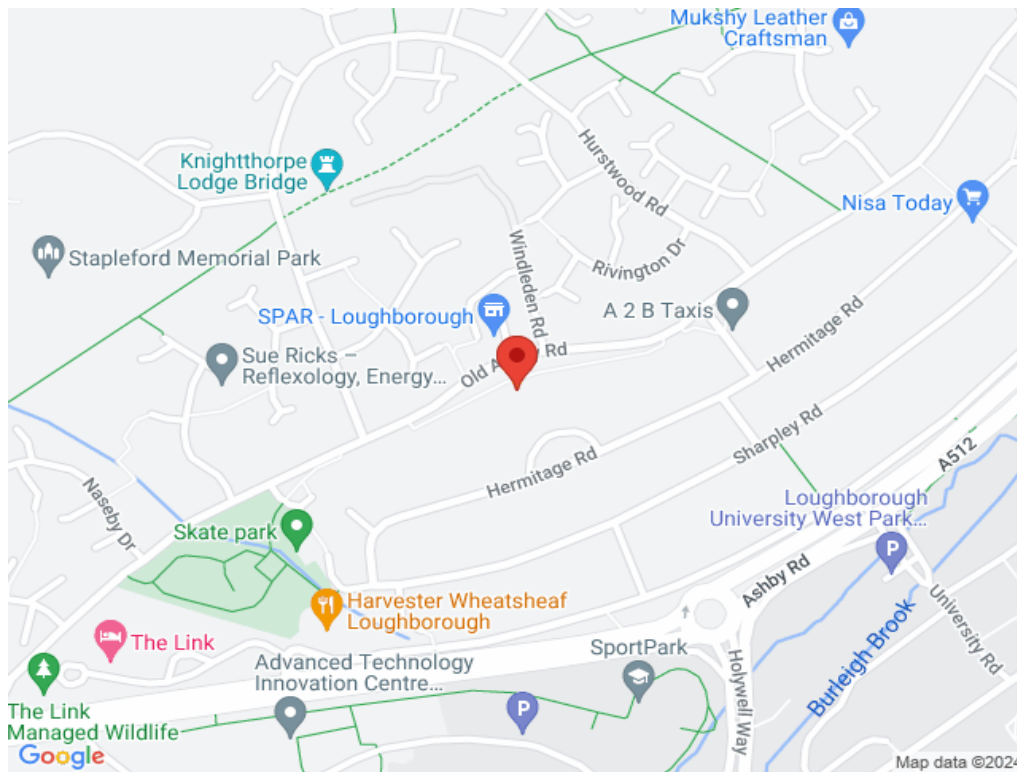 Mukshy Leather
Craftsman
Knightthorpe
Lodge Bridge
Hurstwood Rd
Nisa Today
Stapleford Memorial Park
Windleden Rd
Rivington Dr
SPAR - Loughborough
A 2 B Taxis
Hermitage Rd
Sue Ricks –
Reflexology, Energy...
Old A Rd
Sharpley Rd
A512
Hermitage Rd
Naseby Dr
Loughborough
University West Park...
Skate park
Ashby Rd
Harvester Wheatsheaf
Loughborough
University Rd
Burleigh Brook
The Link
SportPark
Advanced Technology
Innovation Centre...
Holywell Way
The Link
Managed Wildlife
P
P
Google
Map data ©2024